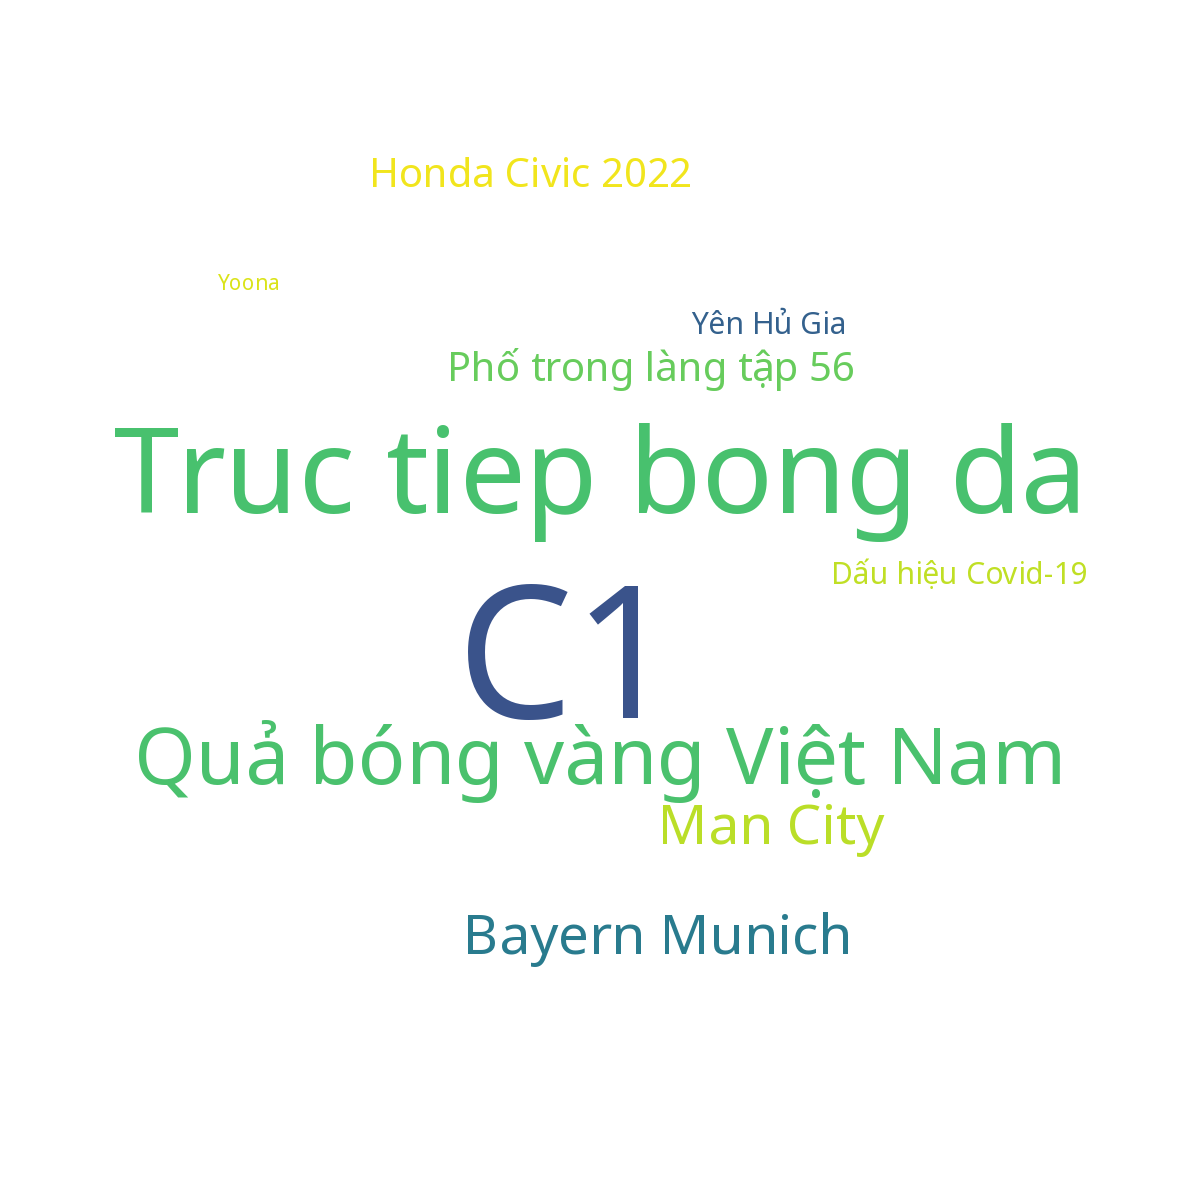 Honda Civic 2022
Yoona
Yên Hủ Gia
Phố trong làng tập 56
Truc tiep bong da
Dấu hiệu Covid-19
C1
Quả bóng vàng Việt Nam
Man City
Bayern Munich